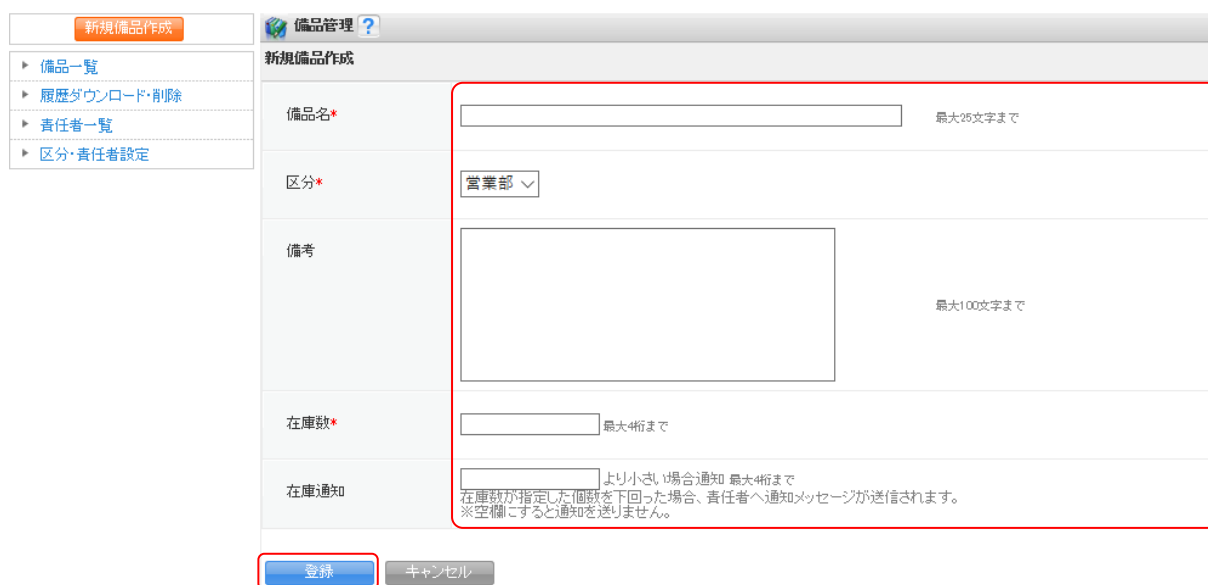 新規備品作成
備品一覧
履歴ダウンロード・削除
責任者一覧
区分・責任者設定
備品管理 ?
新規備品作成
備品名*
最大25文字まで
区分*
営業部
備考
最大100文字まで
在庫数*
最大4桁まで
在庫通知
より小さい場合通知 最大4桁まで
在庫数が指定した個数を下回った場合、責任者へ通知メッセージが送信されます。
※空欄にすると通知を送りません。
登録
キャンセル